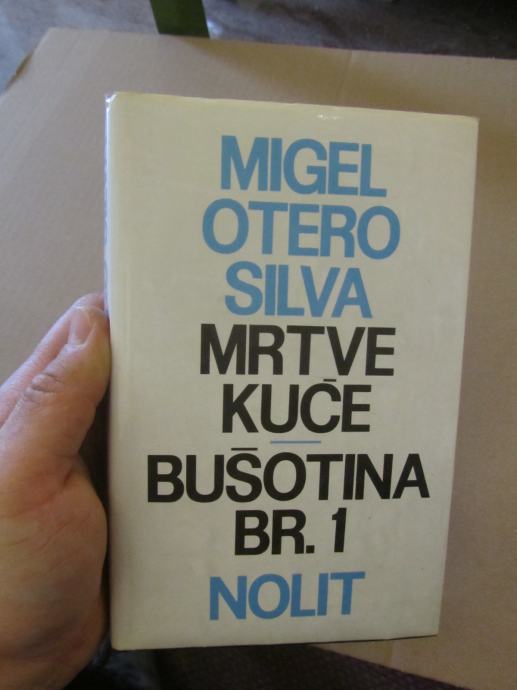 MIGEL
OTERO
SILVA
MRTVE
KUĆE
BUŠOTINA
BR. 1
NOLIT